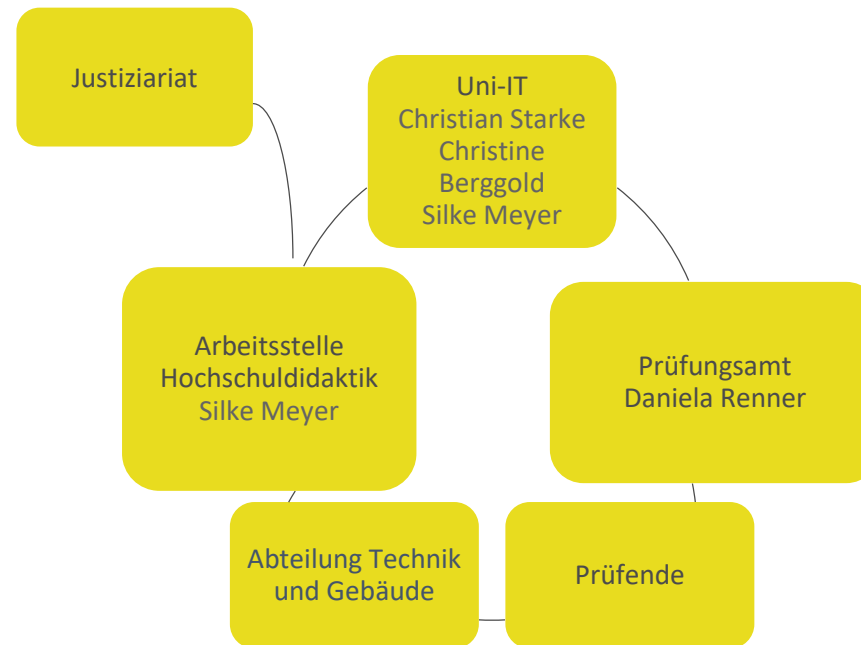 Justiziariat
Uni-IT
Christian Starke
Christine
Berggold
Silke Meyer
Arbeitsstelle
Hochschuldidaktik
Silke Meyer
Prüfungsamt
Daniela Renner
Abteilung Technik
und Gebäude
Prüfende